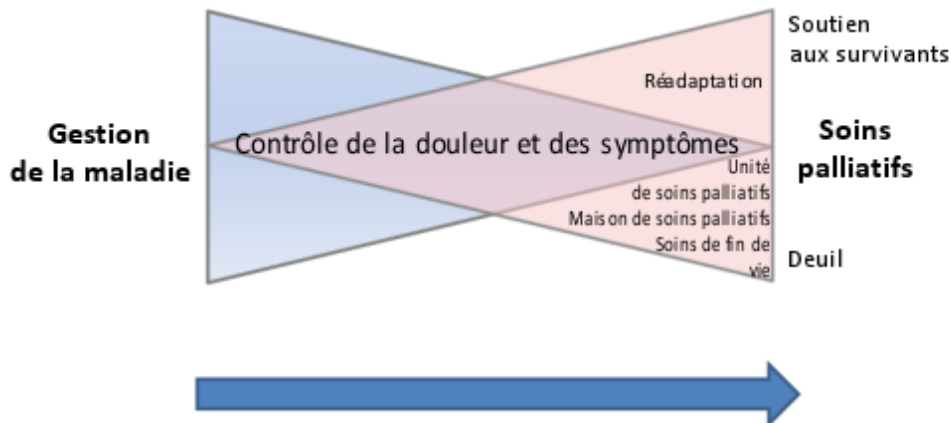 Soutien
aux survivants
Réadaptation
Gestion
de la maladie
Contrôle de la douleur et des symptômes
Soins
palliatifs
Unité
de soins palliatifs
Maison de soins palliatifs
Soins de fin de
vie
Deuil